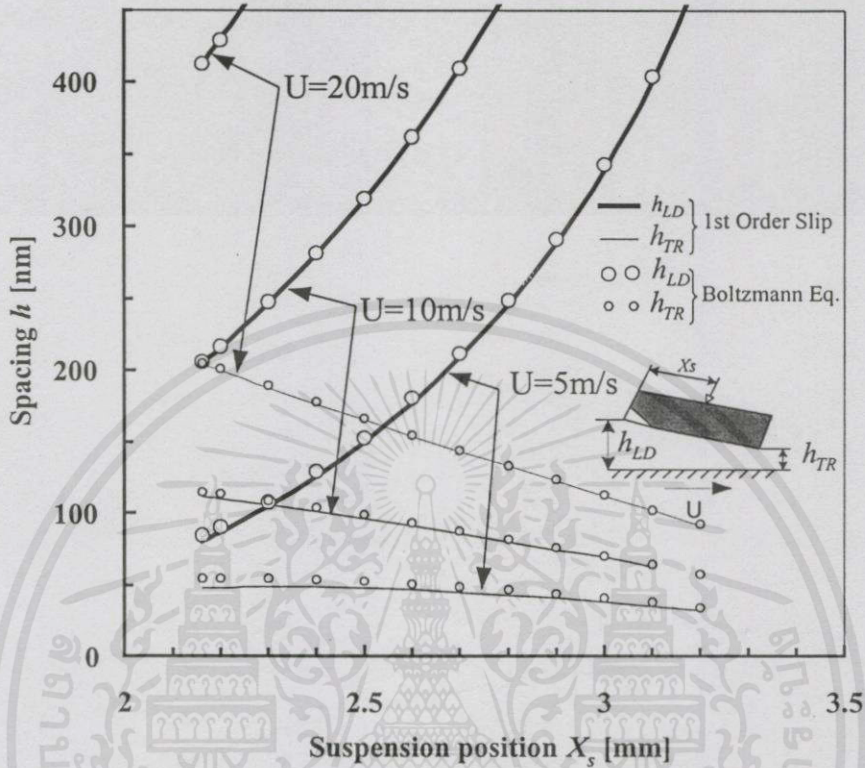 400
300
200
100
0
Spacing h [nm]
U=20m/s
U=10m/s
U=5m/s
h_LD
h_TR
1st Order Slip
h_LD
h_TR
Boltzmann Eq.
Xs
h_LD
h_TR
U
2
2.5
3
3.5
Suspension position X_s [mm]